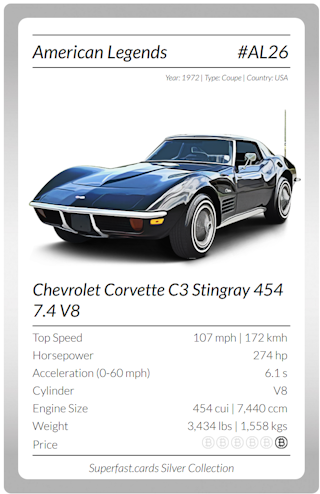 American Legends #AL26
Year: 1972 | Type: Coupe | Country: USA
Chevrolet Corvette C3 Stingray 454
7.4 V8
Top Speed 107 mph | 172 kmh
Horsepower 274 hp
Acceleration (0-60 mph) 6.1 s
Cylinder V8
Engine Size 454 cui | 7,440 ccm
Weight 3,434 lbs | 1,558 kgs
Price
Superfast.cards Silver Collection